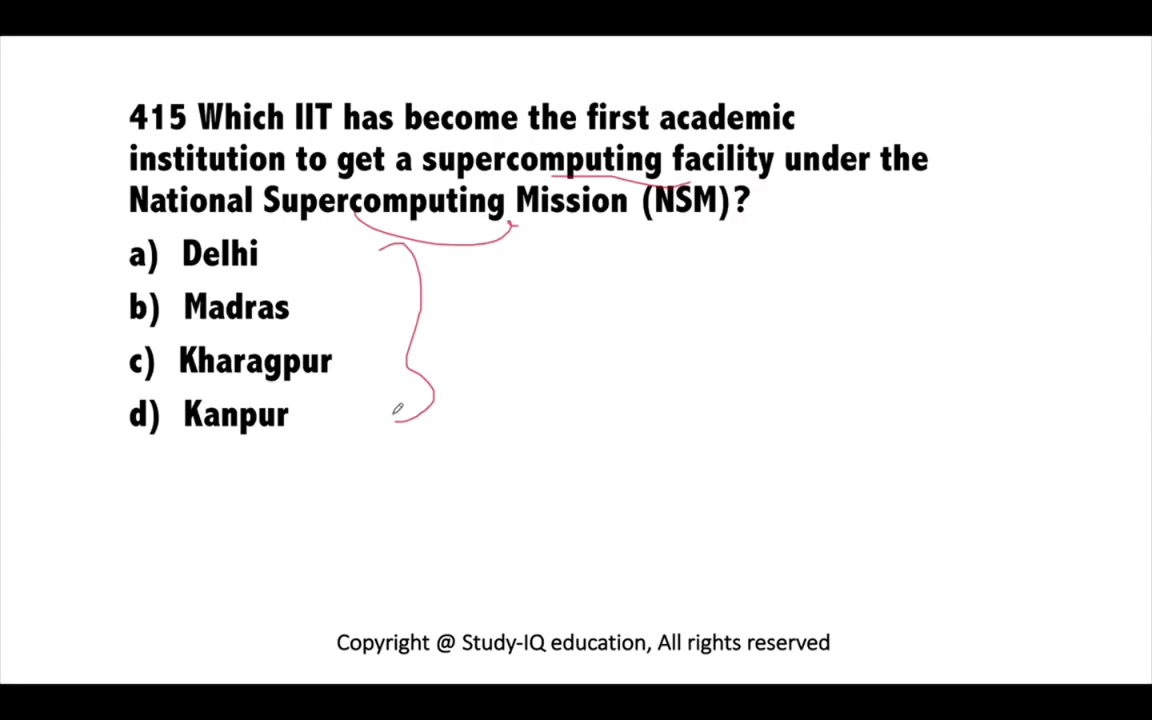 415 Which IIT has become the first academic
institution to get a supercomputing facility under the
National Supercomputing Mission (NSM)?
a) Delhi
b) Madras
c) Kharagpur
d) Kanpur
Copyright @ Study-IQ education, All rights reserved